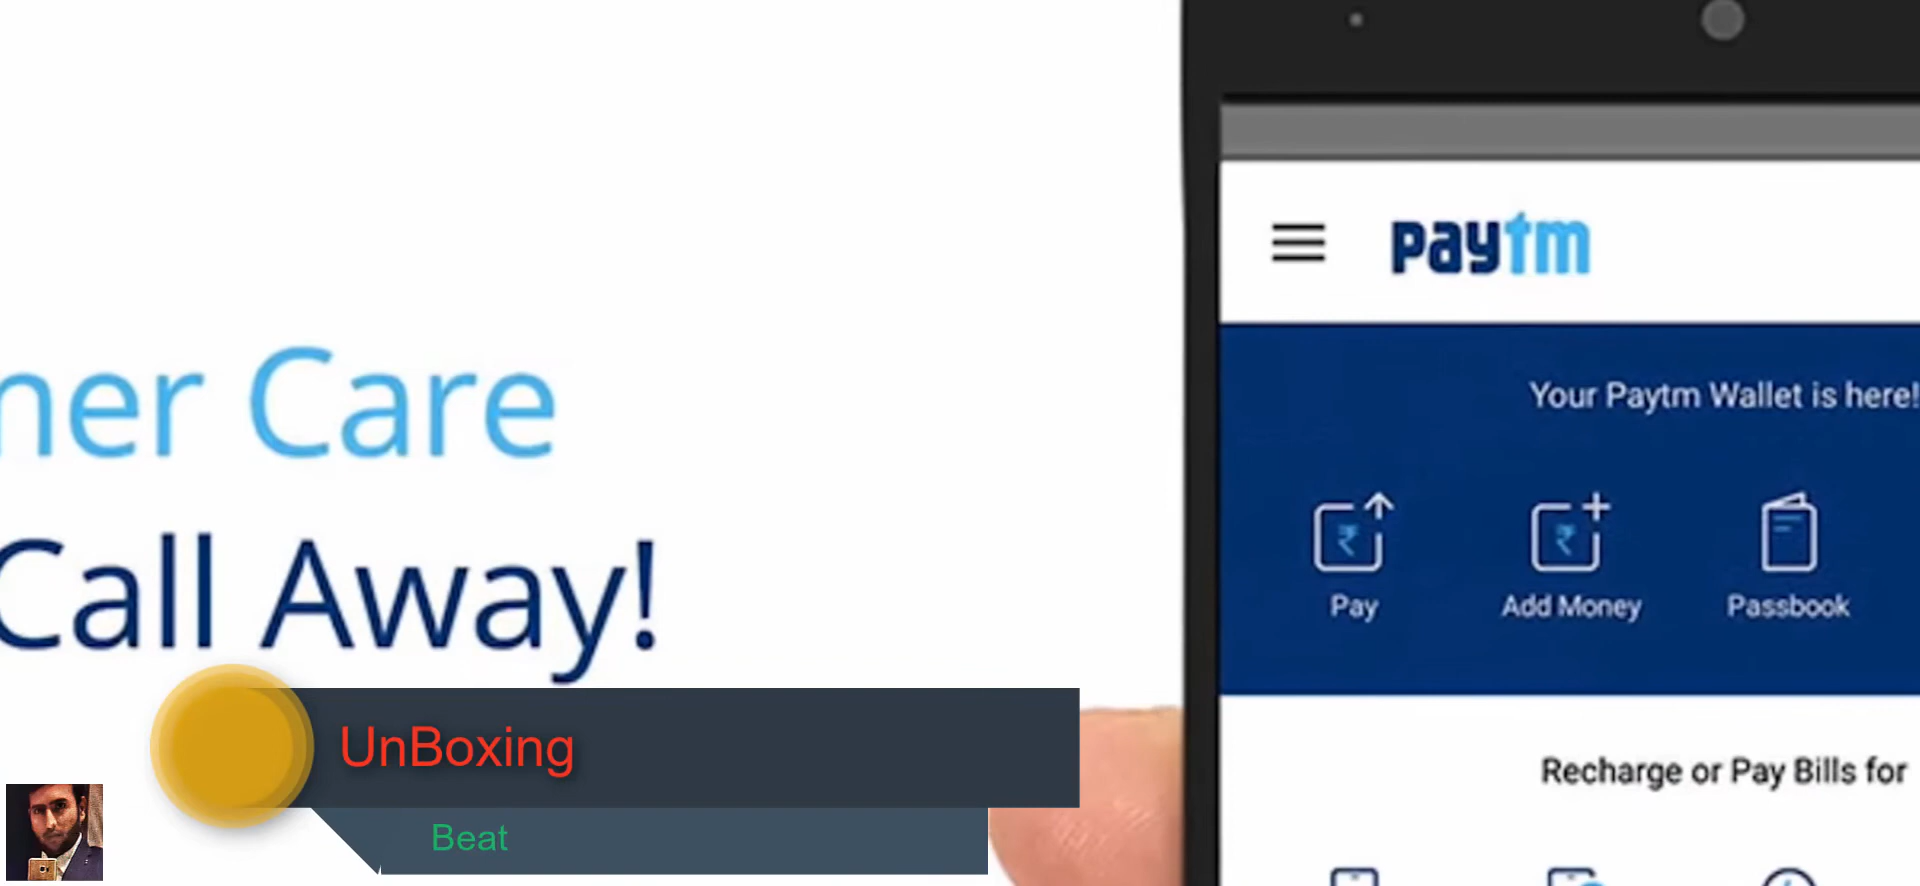 ner Care
Call Away!
UnBoxing
Beat
paytm
Your Paytm Wallet is here!
₹ ₹
Pay Add Money Passbook
Recharge or Pay Bills for